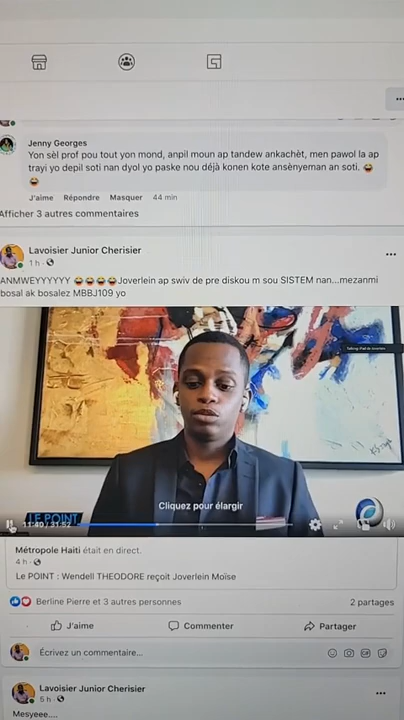 Jenny Georges
Yon sèl prof pou tout yon mond, anpil moun ap tandew ankachèt, men pawol la ap
trayi yo depil soti nan dyol yo paske nou déjà konen kote ansènyeman an soti. 😂
😂
J'aime Répondre Masquer 44 min
Afficher 3 autres commentaires
Lavoisier Junior Cherisier
1 h
ANMWEYYYYYY 😂😂😂😂Joverlein ap swiv de pre diskou m sou SISTEM nan...mezanmi
bosal ak bosalez MBBJ109 yo
Cliquez pour élargir
LE POINT
11:40 / 31:52
Métropole Haiti était en direct.
4 h
Le POINT : Wendell THEODORE reçoit Joverlein Moïse
Berline Pierre et 3 autres personnes 2 partages
J'aime Commenter Partager
Écrivez un commentaire...
Lavoisier Junior Cherisier
5 h
Mesyeee....